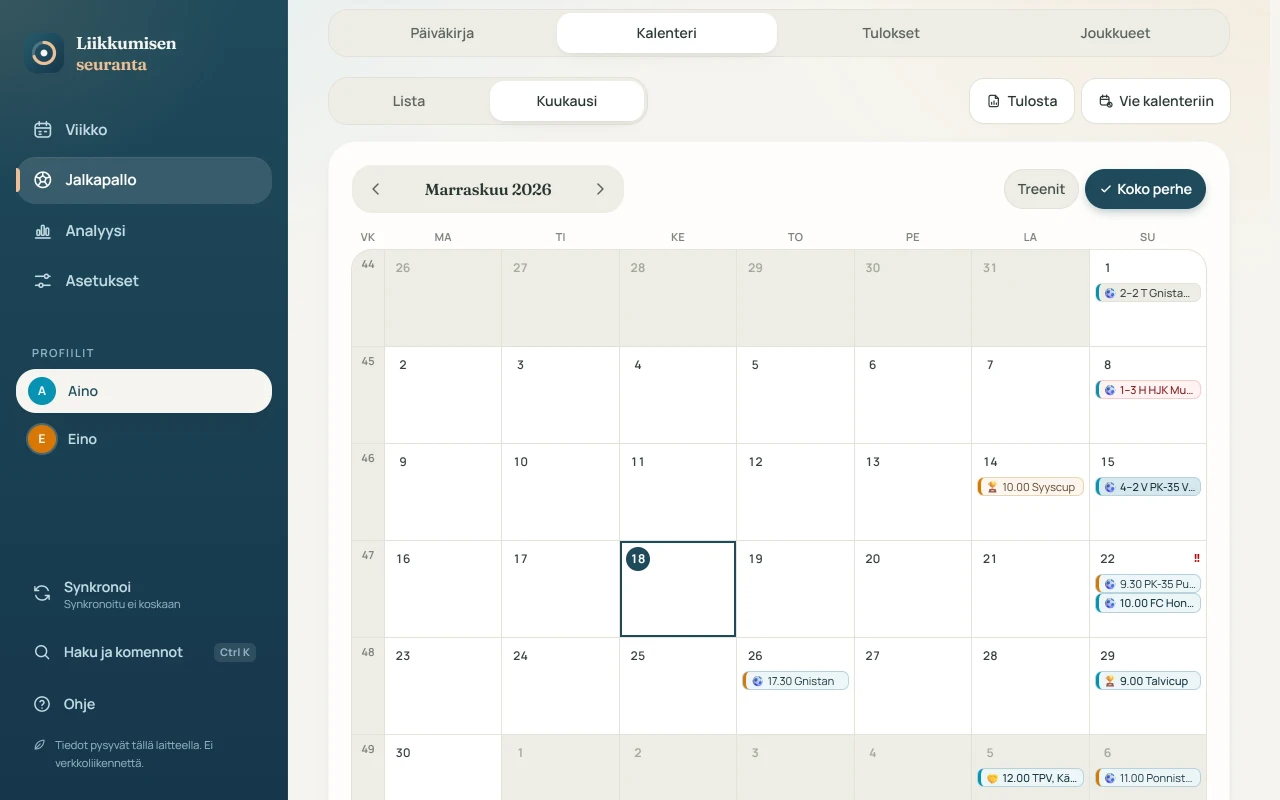 Liikkumisen
seuranta
Viikko
Jalkapallo
Analyysi
Asetukset
PROFIILIT
A Aino
E Eino
Synkronoi
Synkronoitu ei koskaan
Haku ja komennot Ctrl K
Ohje
Tiedot pysyvät tällä laitteella. Ei
verkkoliikennettä.
Päiväkirja Kalenteri Tulokset Joukkueet
Lista Kuukausi Tulosta Vie kalenteriin
Marraskuu 2026 Treenit Koko perhe
VK MA TI KE TO PE LA SU
44 26 27 28 29 30 31 1
2–2 T Gnista…
45 2 3 4 5 6 7 8
1–3 H HJK Mu…
46 9 10 11 12 13 14 15
10.00 Syyscup 4–2 V PK-35 V…
47 16 17 18 19 20 21 22 !!
9.30 PK-35 Pu…
10.00 FC Hon…
48 23 24 25 26 27 28 29
17.30 Gnistan 9.00 Talvicup
49 30 1 2 3 4 5 6
12.00 TPV, Kä… 11.00 Ponnist…